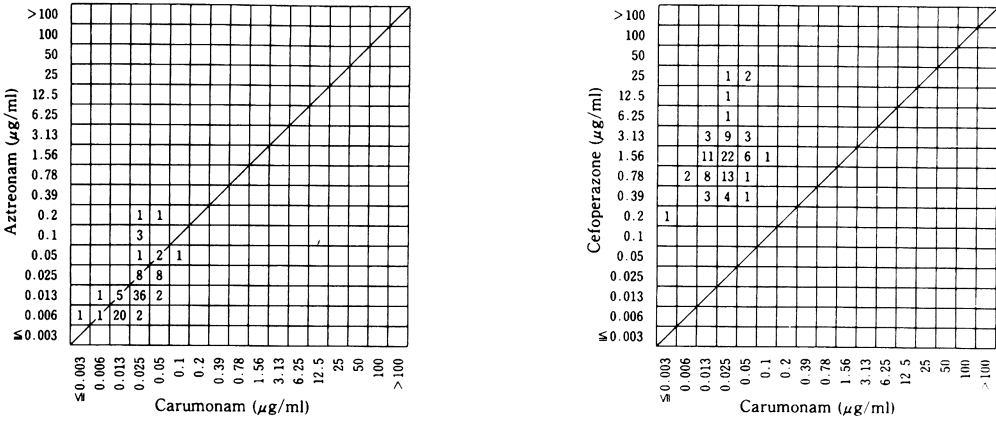 >100
100
50
25
12.5
6.25
3.13
1.56
0.78
0.39
0.2 1 1
0.1 3
0.05 1 2 1
0.025 8 8
0.013 1 5 36 2
0.006 1 1 20 2
≦0.003
Aztreonam (μg/ml)
≦0.003 0.006 0.013 0.025 0.05 0.1 0.2 0.39 0.78 1.56 3.13 6.25 12.5 25 50 100 >100
Carumonam (μg/ml)
>100
100
50
25 1 2
12.5 1
6.25 1
3.13 3 9 3
1.56 11 22 6 1
0.78 2 8 13 1
0.39 3 4 1
0.2 1
0.1
0.05
0.025
0.013
0.006
≦0.003
Cefoperazone (μg/ml)
≦0.003 0.006 0.013 0.025 0.05 0.1 0.2 0.39 0.78 1.56 3.13 6.25 12.5 25 50 100 >100
Carumonam (μg/ml)